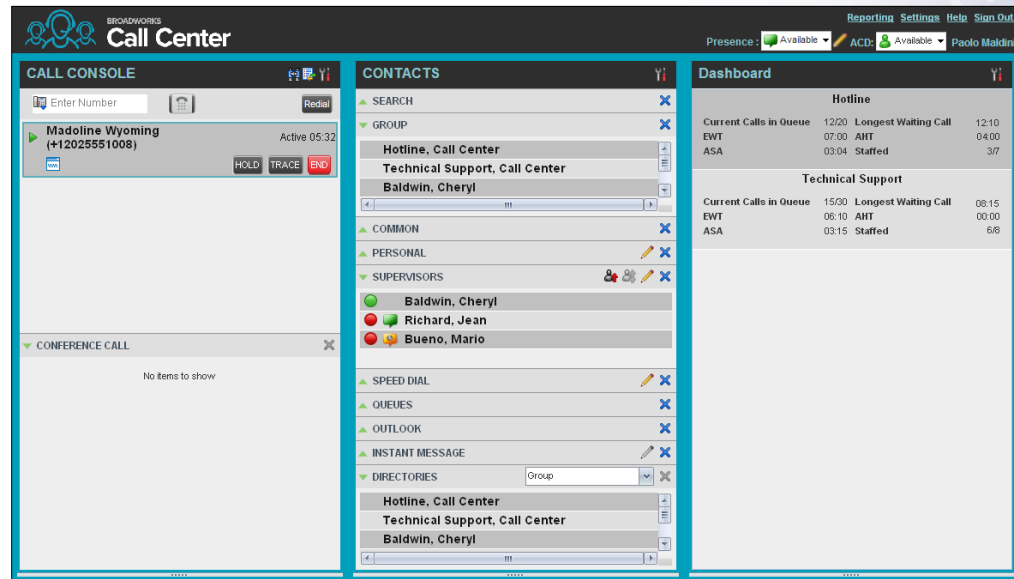 BROADWORKS
Call Center
Reporting Settings Help Sign Out
Presence : Available ACD: Available Paolo Maldini
CALL CONSOLE
Enter Number Redial
Madoline Wyoming
(+12025551008)
Active 05:32
HOLD TRACE END
CONFERENCE CALL
No items to show
CONTACTS
SEARCH
GROUP
Hotline, Call Center
Technical Support, Call Center
Baldwin, Cheryl
COMMON
PERSONAL
SUPERVISORS
Baldwin, Cheryl
Richard, Jean
Bueno, Mario
SPEED DIAL
QUEUES
OUTLOOK
INSTANT MESSAGE
DIRECTORIES Group
Hotline, Call Center
Technical Support, Call Center
Baldwin, Cheryl
Dashboard
Hotline
Current Calls in Queue 12/20 Longest Waiting Call 12:10
EWT 07:00 AHT 04:00
ASA 03:04 Staffed 3/7
Technical Support
Current Calls in Queue 15/30 Longest Waiting Call 08:15
EWT 06:10 AHT 00:00
ASA 03:15 Staffed 6/8